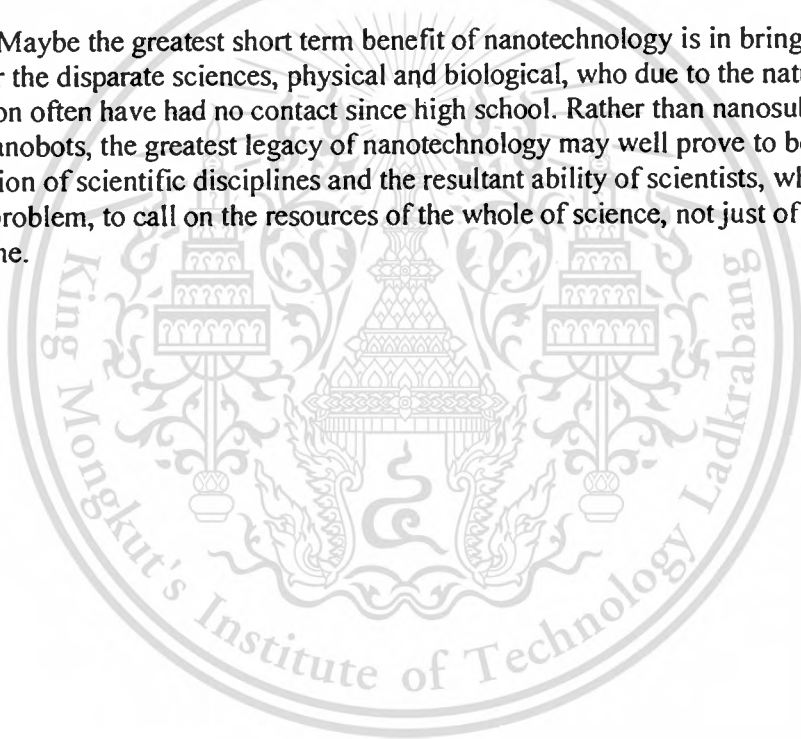 Maybe the greatest short term benefit of nanotechnology is in bring
r the disparate sciences, physical and biological, who due to the nat
on often have had no contact since high school. Rather than nanosul
anobots, the greatest legacy of nanotechnology may well prove to be
ion of scientific disciplines and the resultant ability of scientists, wh
problem, to call on the resources of the whole of science, not just of
ne.
King Mongkut's Institute of Technology Ladkrabang